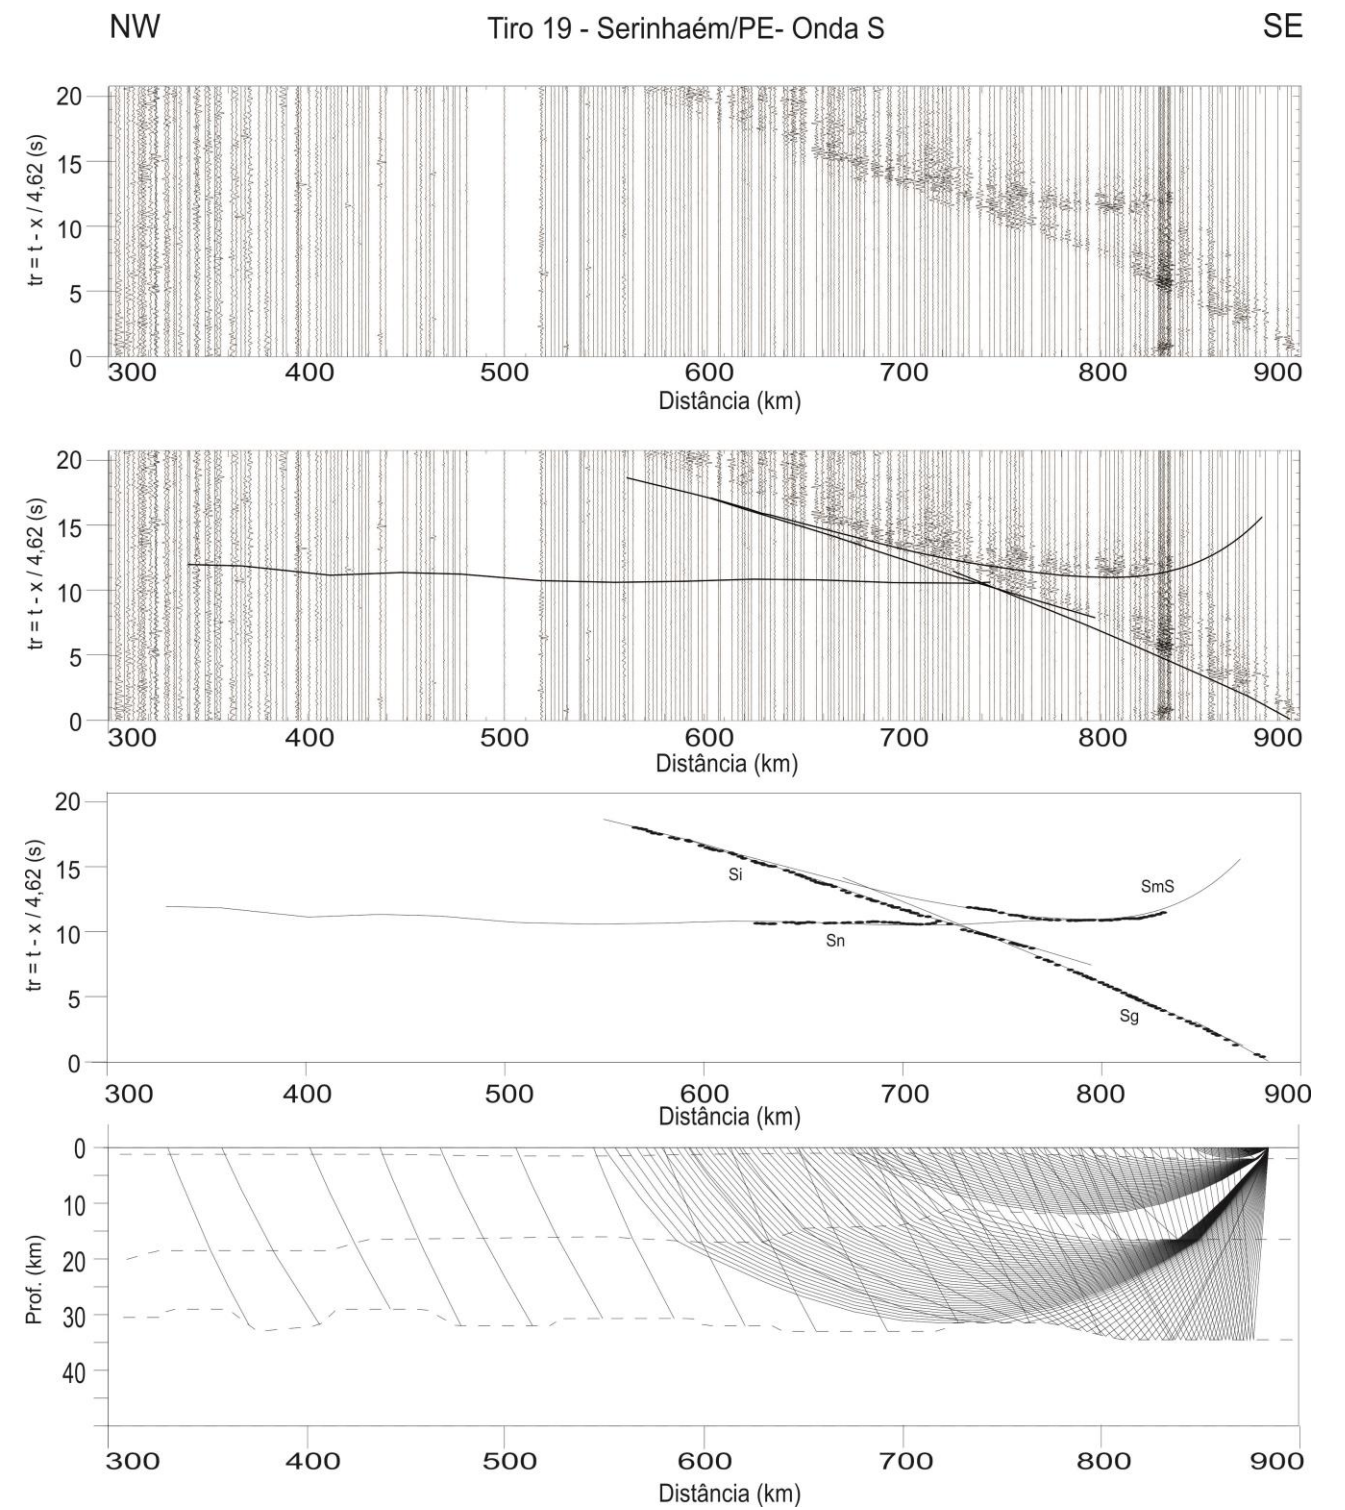 NW Tiro 19 - Serinhaém/PE- Onda S SE
20
15
10
5
0
tr = t - x / 4,62 (s)
300 400 500 600 700 800 900
Distância (km)
20
15
10
5
0
tr = t - x / 4,62 (s)
300 400 500 600 700 800 900
Distância (km)
20
15
10
5
0
tr = t - x / 4,62 (s)
Si
SmS
Sn
Sg
300 400 500 600 700 800 900
Distância (km)
0
10
20
30
40
Prof. (km)
300 400 500 600 700 800 900
Distância (km)